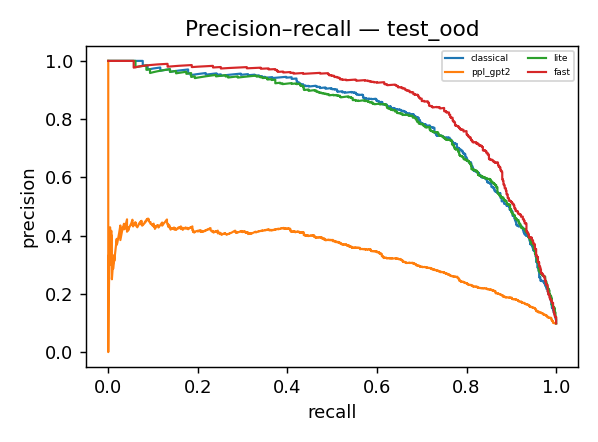 Precision–recall — test_ood
classical
ppl_gpt2
lite
fast
precision
1.0
0.8
0.6
0.4
0.2
0.0
0.0 0.2 0.4 0.6 0.8 1.0
recall